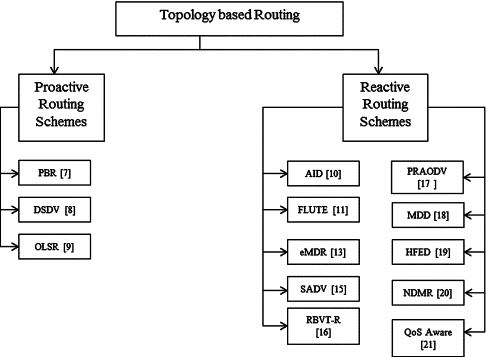 Topology based Routing
Proactive
Routing
Schemes
Reactive
Routing
Schemes
PBR [7]
DSDV [8]
OLSR [9]
AID [10]
FLUTE [11]
eMDR [13]
SADV [15]
RBVT-R
[16]
PRAODV
[17 ]
MDD [18]
HFED [19]
NDMR [20]
QoS Aware
[21]